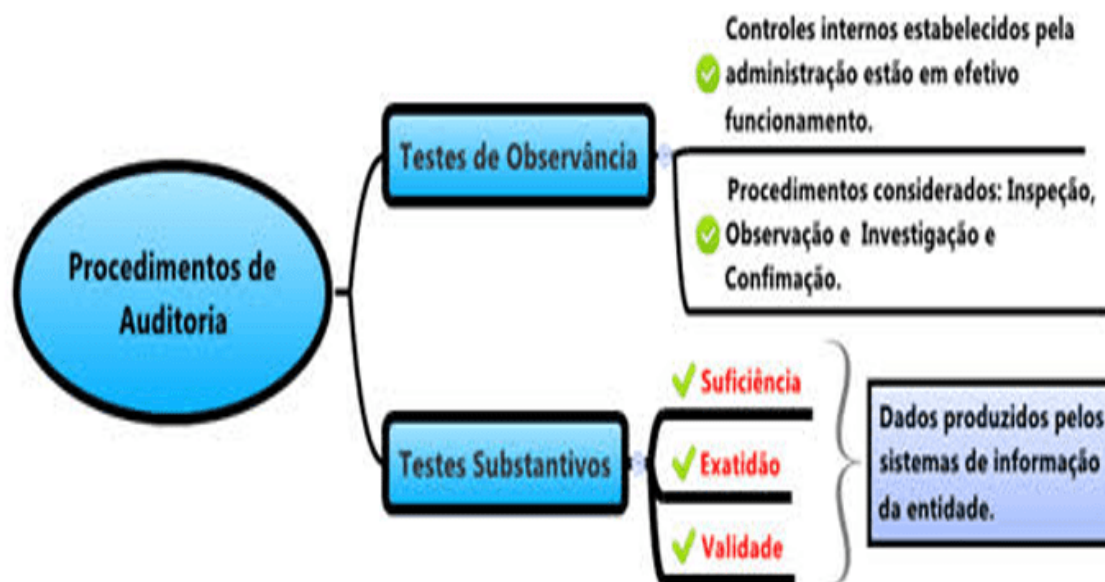 Controles internos estabelecidos pela
administração estão em efetivo
funcionamento.
Testes de Observância
Procedimentos considerados: Inspeção,
Observação e Investigação e
Confimação.
Procedimentos de
Auditoria
Testes Substantivos
Suficiência
Exatidão
Validade
Dados produzidos pelos
sistemas de informação
da entidade.